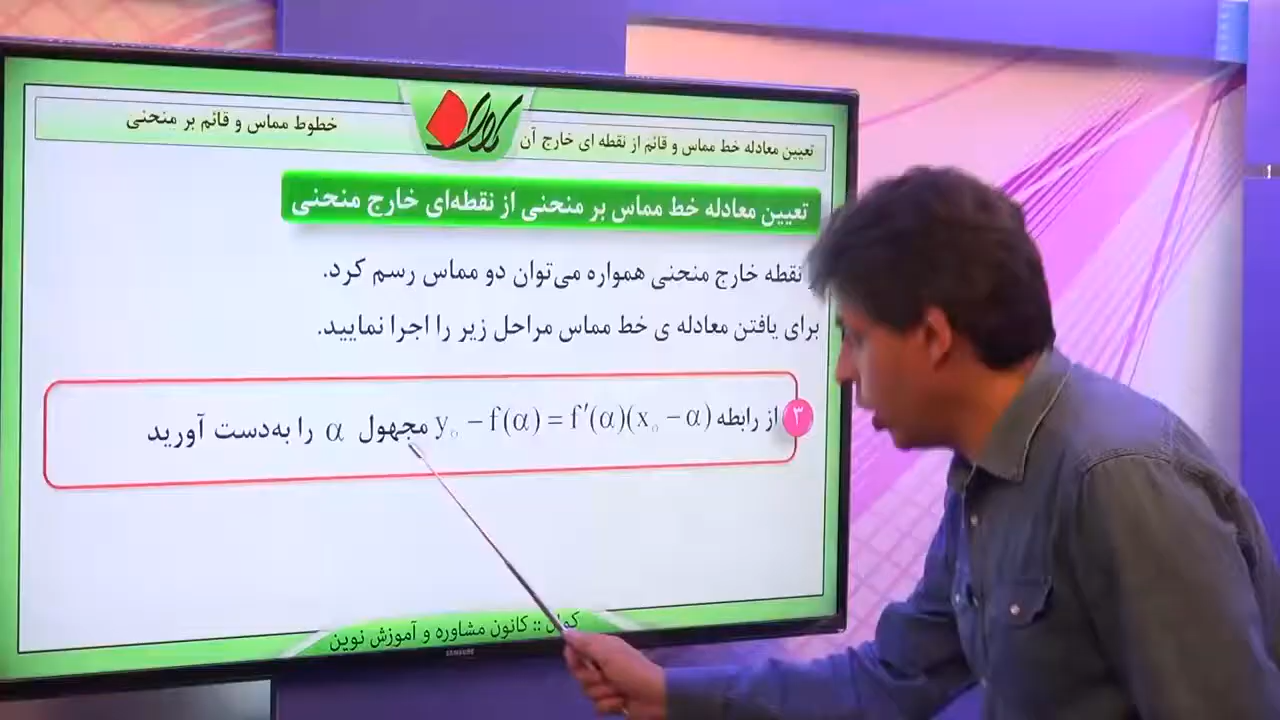 تعیین معادله خط مماس و قائم از نقطه ای خارج آن
خطوط مماس و قائم بر منحنی
تعیین معادله خط مماس بر منحنی از نقطه‌ای خارج منحنی
نقطه خارج منحنی همواره می‌توان دو مماس رسم کرد.
برای یافتن معادله ی خط مماس مراحل زیر را اجرا نمایید.
۳ از رابطه y₀ − f(α) = f′(α)(x₀ − α) مجهول α را به‌دست آورید
:: کانون مشاوره و آموزش نوین
SAMSUNG